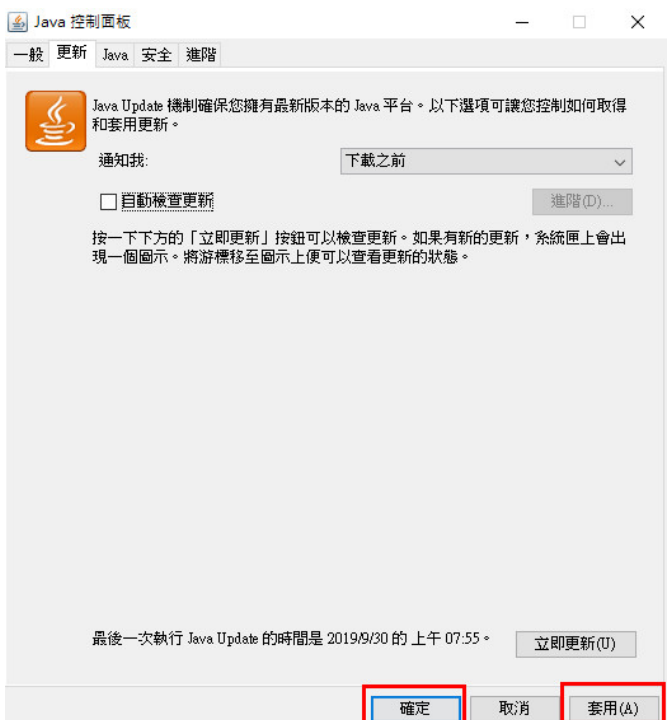 Java 控制面板
一般 更新 Java 安全 進階
Java Update 機制確保您擁有最新版本的 Java 平台。以下選項可讓您控制如何取得
和套用更新。
通知我: 下載之前
自動檢查更新 進階(D)...
按一下下方的「立即更新」按鈕可以檢查更新。如果有新的更新，系統匣上會出
現一個圖示。將游標移至圖示上便可以查看更新的狀態。
最後一次執行 Java Update 的時間是 2019/9/30 的 上午 07:55。 立即更新(U)
確定 取消 套用(A)